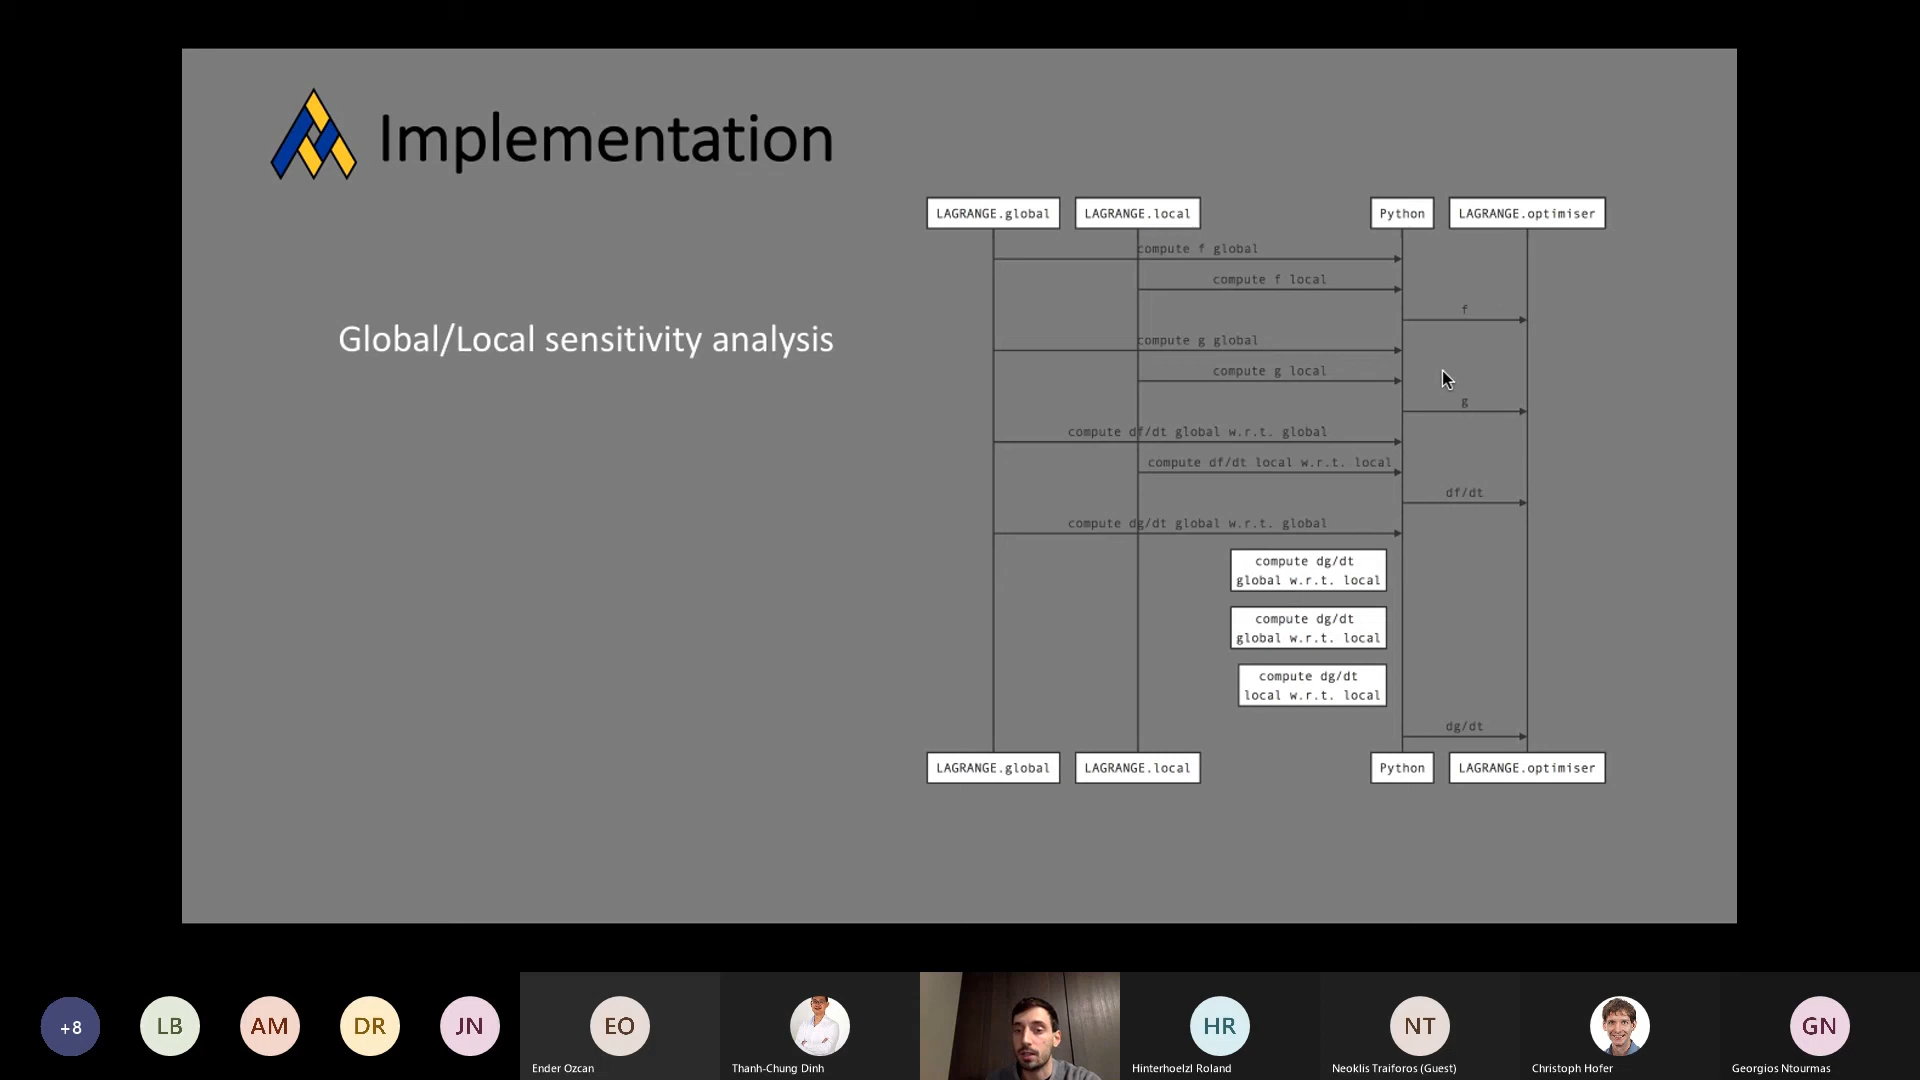 Implementation
Global/Local sensitivity analysis
LAGRANGE.global
LAGRANGE.local
Python
LAGRANGE.optimiser
compute f global
compute f local
f
compute g global
compute g local
g
compute df/dt global w.r.t. global
compute df/dt local w.r.t. local
df/dt
compute dg/dt global w.r.t. global
compute dg/dt
global w.r.t. local
compute dg/dt
global w.r.t. local
compute dg/dt
local w.r.t. local
dg/dt
LAGRANGE.global
LAGRANGE.local
Python
LAGRANGE.optimiser
+8
LB
AM
DR
JN
EO
HR
NT
GN
Ender Ozcan
Thanh-Chung Dinh
Hinterhoelzl Roland
Neoklis Traiforos (Guest)
Christoph Hofer
Georgios Ntourmas